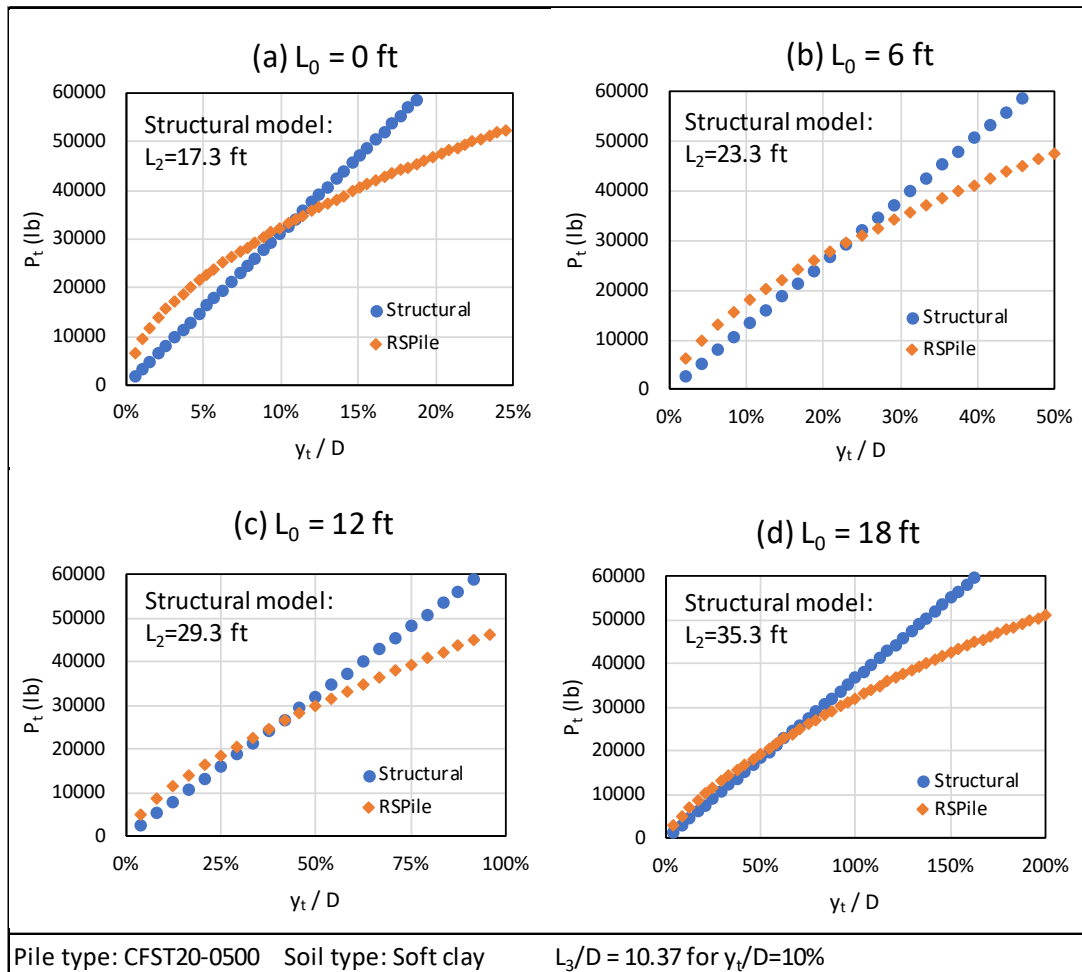 (a) L₀ = 0 ft
60000
50000
40000
30000
20000
10000
0
Pₜ (lb)
Structural model:
L₂=17.3 ft
Structural
RSPile
0% 5% 10% 15% 20% 25%
yₜ / D
(b) L₀ = 6 ft
60000
50000
40000
30000
20000
10000
0
Pₜ (lb)
Structural model:
L₂=23.3 ft
Structural
RSPile
0% 10% 20% 30% 40% 50%
yₜ / D
(c) L₀ = 12 ft
60000
50000
40000
30000
20000
10000
0
Pₜ (lb)
Structural model:
L₂=29.3 ft
Structural
RSPile
0% 25% 50% 75% 100%
yₜ / D
(d) L₀ = 18 ft
60000
50000
40000
30000
20000
10000
0
Pₜ (lb)
Structural model:
L₂=35.3 ft
Structural
RSPile
0% 50% 100% 150% 200%
yₜ / D
Pile type: CFST20-0500 Soil type: Soft clay L₃/D = 10.37 for yₜ/D=10%